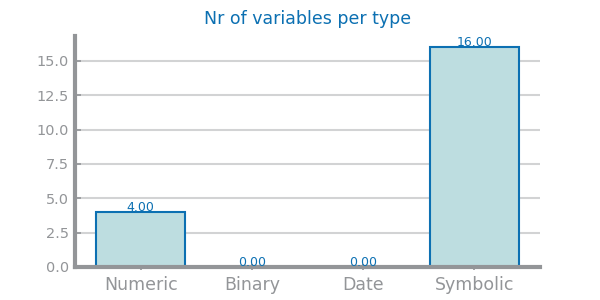 Nr of variables per type
15.0
12.5
10.0
7.5
5.0
2.5
0.0
4.00
0.00
0.00
16.00
Numeric
Binary
Date
Symbolic